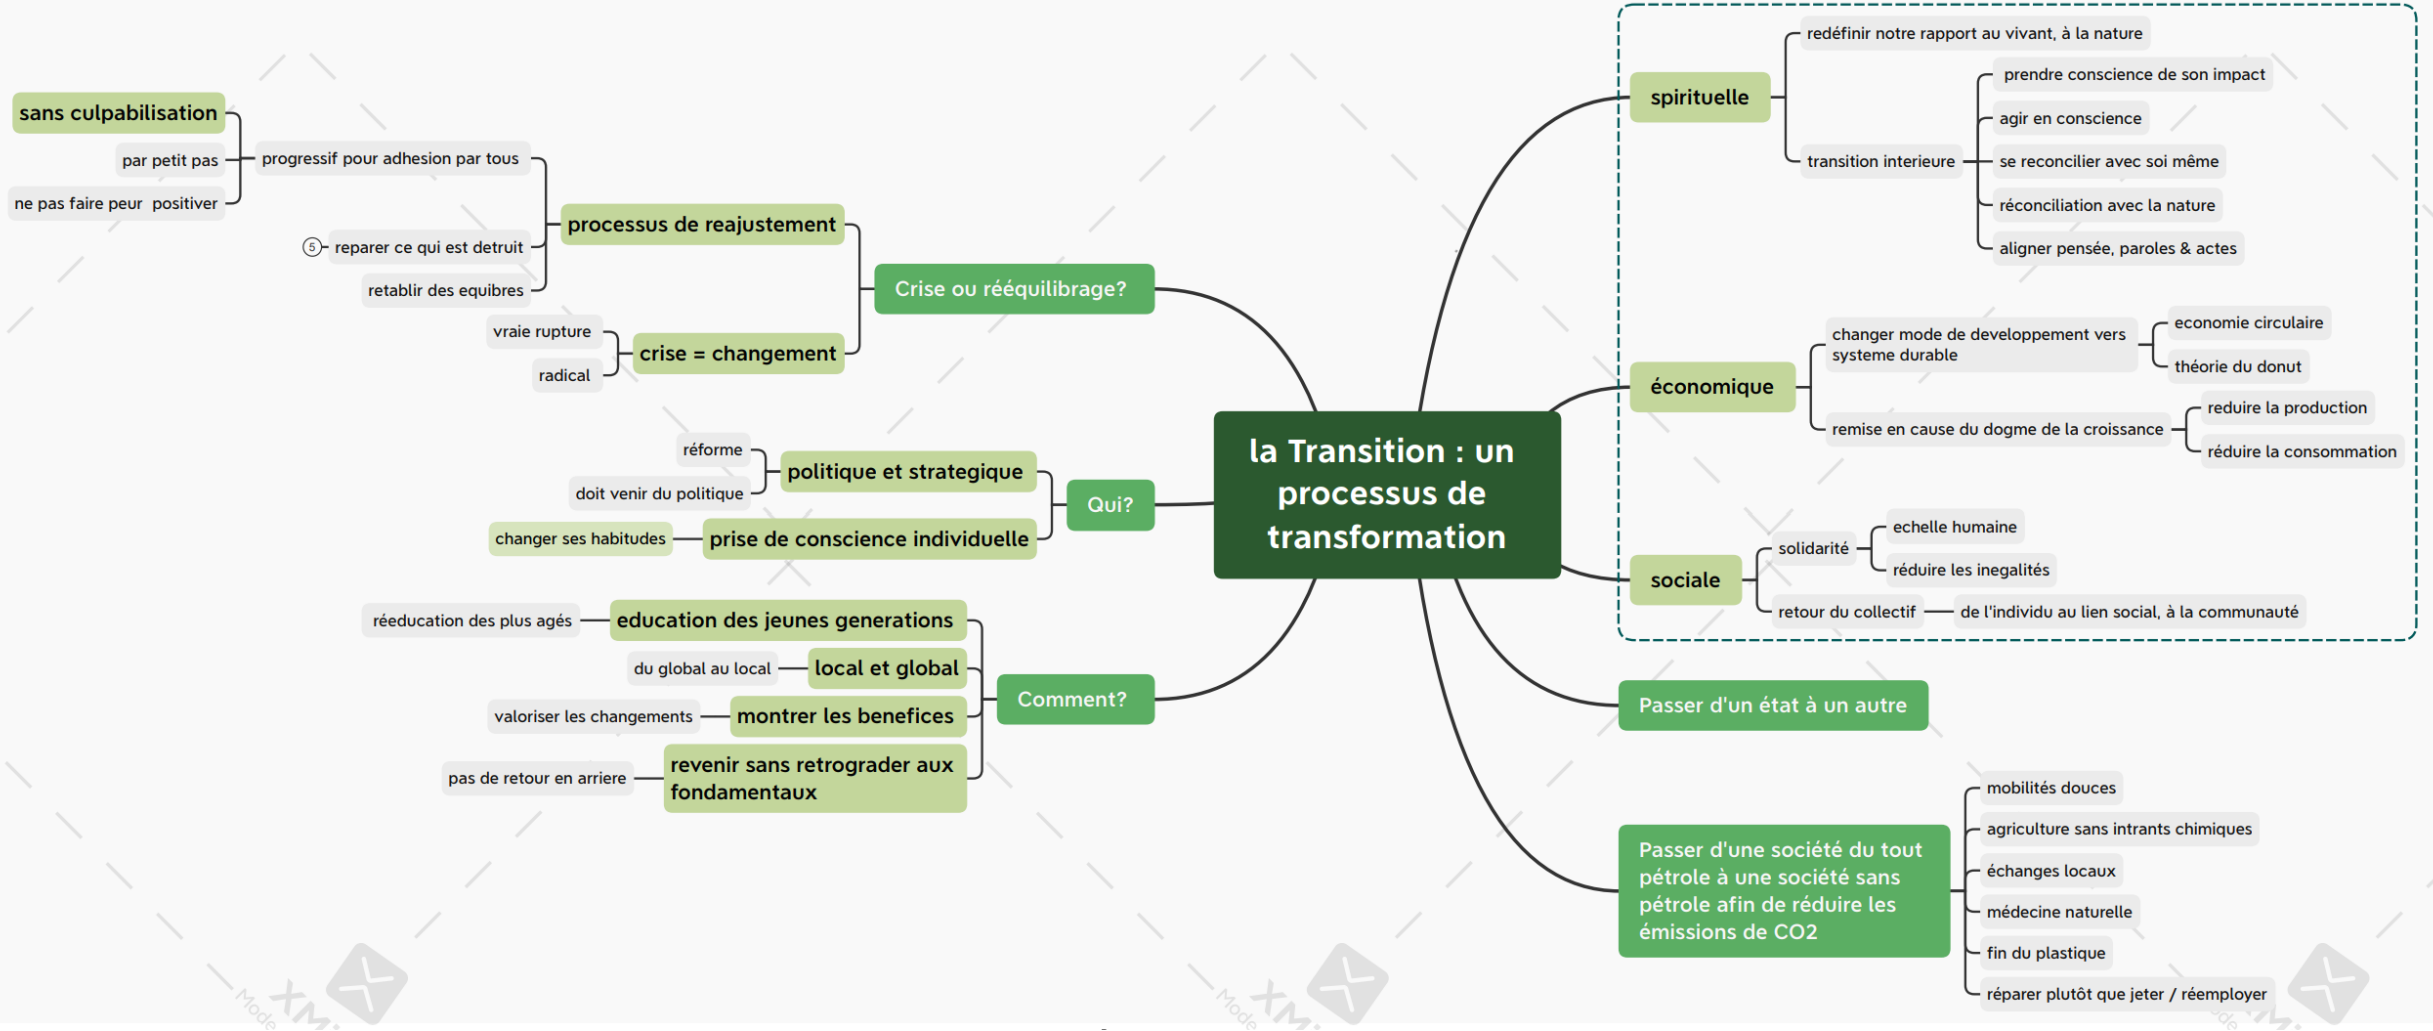 la Transition : un
processus de
transformation
spirituelle
redéfinir notre rapport au vivant, à la nature
transition interieure
prendre conscience de son impact
agir en conscience
se reconcilier avec soi même
réconciliation avec la nature
aligner pensée, paroles & actes
économique
changer mode de developpement vers
systeme durable
economie circulaire
théorie du donut
remise en cause du dogme de la croissance
reduire la production
réduire la consommation
sociale
solidarité
echelle humaine
réduire les inegalités
retour du collectif
de l'individu au lien social, à la communauté
Passer d'un état à un autre
Passer d'une société du tout
pétrole à une société sans
pétrole afin de réduire les
émissions de CO2
mobilités douces
agriculture sans intrants chimiques
échanges locaux
médecine naturelle
fin du plastique
réparer plutôt que jeter / réemployer
Crise ou rééquilibrage?
processus de reajustement
progressif pour adhesion par tous
sans culpabilisation
par petit pas
ne pas faire peur  positiver
reparer ce qui est detruit
5
retablir des equibres
crise = changement
vraie rupture
radical
Qui?
politique et strategique
réforme
doit venir du politique
prise de conscience individuelle
changer ses habitudes
Comment?
education des jeunes generations
réeducation des plus agés
local et global
du global au local
montrer les benefices
valoriser les changements
revenir sans retrograder aux
fondamentaux
pas de retour en arriere
Mode
Mode